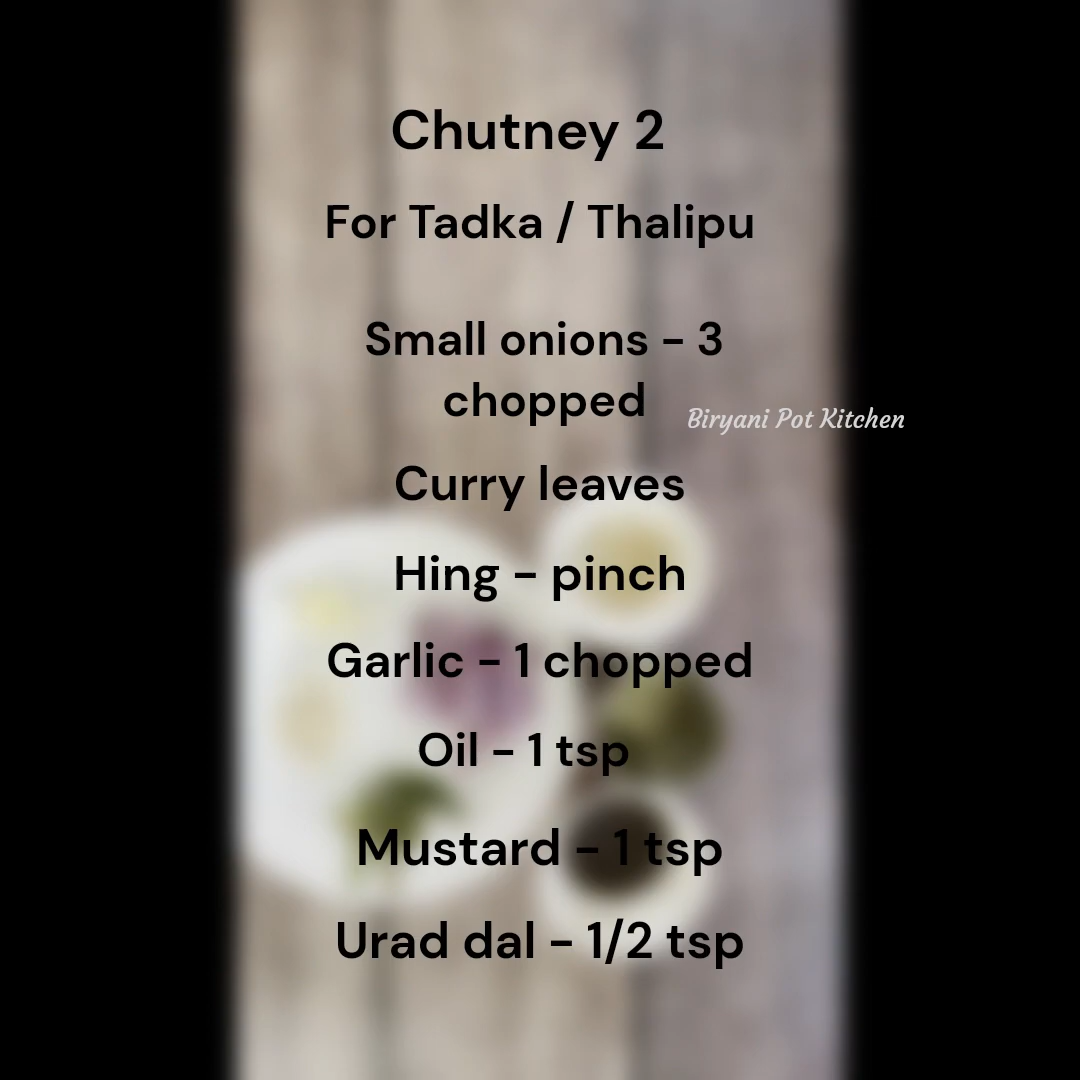 Chutney 2
For Tadka / Thalipu
Small onions - 3
chopped
Biryani Pot Kitchen
Curry leaves
Hing - pinch
Garlic - 1 chopped
Oil - 1 tsp
Mustard - 1 tsp
Urad dal - 1/2 tsp